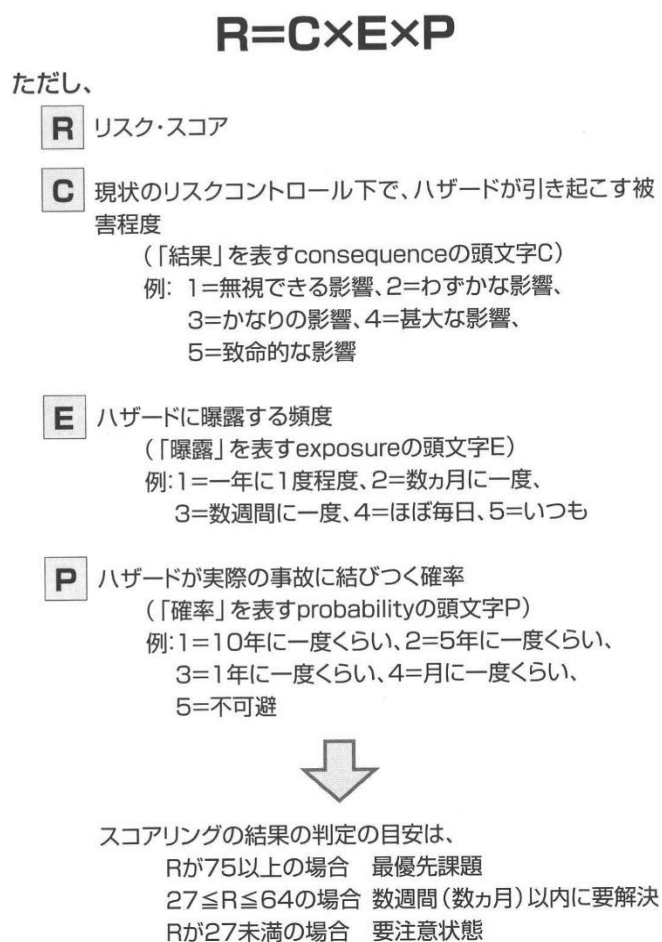 R=C×E×P
ただし、
R リスク・スコア
C 現状のリスクコントロール下で、ハザードが引き起こす被
害程度
(「結果」を表すconsequenceの頭文字C)
例: 1=無視できる影響、2=わずかな影響、
3=かなりの影響、4=甚大な影響、
5=致命的な影響
E ハザードに曝露する頻度
(「曝露」を表すexposureの頭文字E)
例:1=一年に1度程度、2=数ヵ月に一度、
3=数週間に一度、4=ほぼ毎日、5=いつも
P ハザードが実際の事故に結びつく確率
(「確率」を表すprobabilityの頭文字P)
例:1=10年に一度くらい、2=5年に一度くらい、
3=1年に一度くらい、4=月に一度くらい、
5=不可避
スコアリングの結果の判定の目安は、
Rが75以上の場合 最優先課題
27≦R≦64の場合 数週間(数ヵ月)以内に要解決
Rが27未満の場合 要注意状態